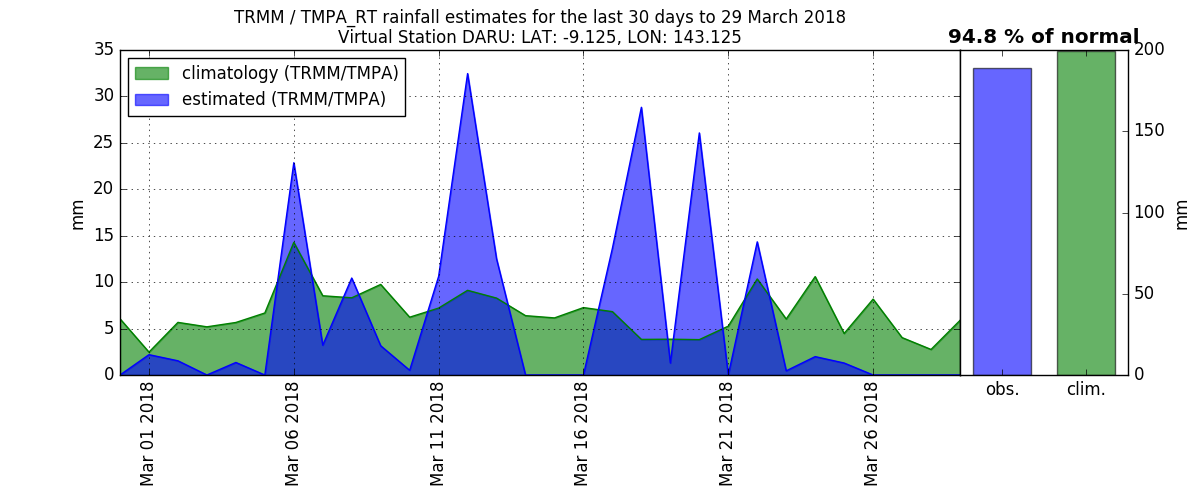 TRMM / TMPA_RT rainfall estimates for the last 30 days to 29 March 2018
Virtual Station DARU: LAT: -9.125, LON: 143.125
94.8 % of normal
climatology (TRMM/TMPA)
estimated (TRMM/TMPA)
35
30
25
20
15
10
5
0
mm
Mar 01 2018
Mar 06 2018
Mar 11 2018
Mar 16 2018
Mar 21 2018
Mar 26 2018
obs.
clim.
200
150
100
50
0
mm